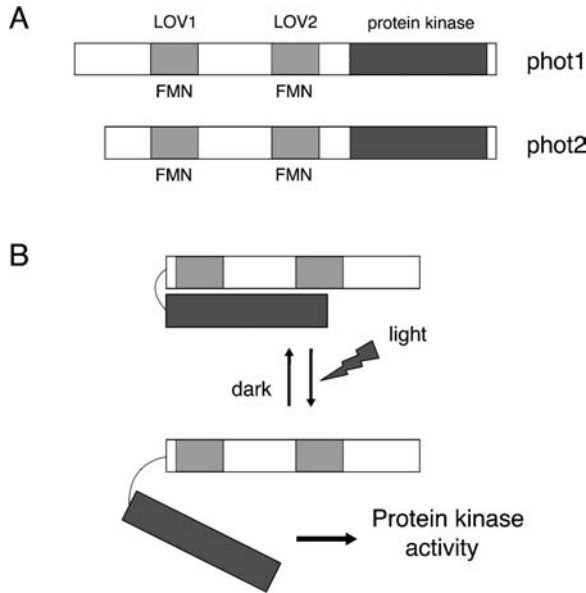 A
LOV1 LOV2 protein kinase
phot1
FMN FMN
phot2
FMN FMN
B
light
dark
Protein kinase
activity